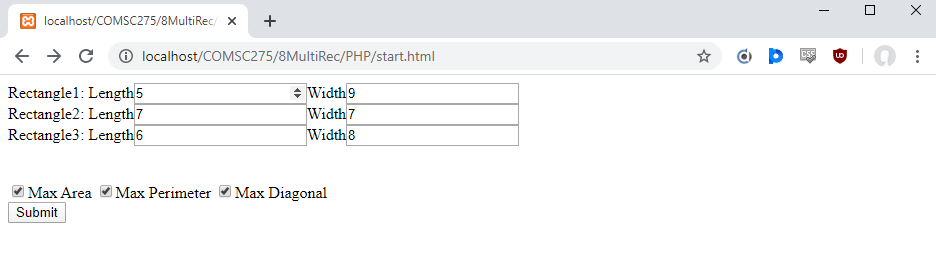 localhost/COMSC275/8MultiRec/
localhost/COMSC275/8MultiRec/PHP/start.html
CSS
Rectangle1: Length 5 Width 9
Rectangle2: Length 7 Width 7
Rectangle3: Length 6 Width 8
Max Area Max Perimeter Max Diagonal
Submit